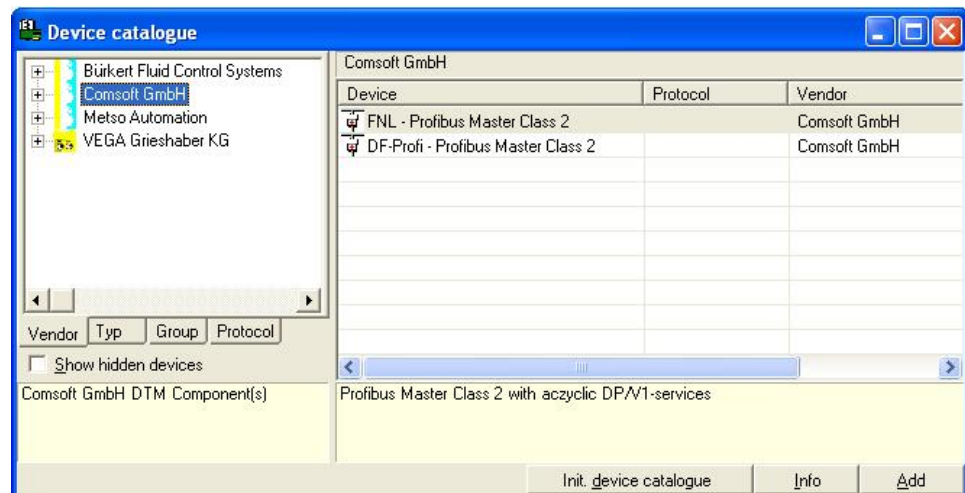 Device catalogue
Bürkert Fluid Control Systems
Comsoft GmbH
Metso Automation
VEGA Grieshaber KG
Vendor Typ Group Protocol
Show hidden devices
Comsoft GmbH DTM Component(s)
Comsoft GmbH
Device Protocol Vendor
FNL - Profibus Master Class 2 Comsoft GmbH
DF-Profi - Profibus Master Class 2 Comsoft GmbH
Profibus Master Class 2 with aczyclic DP/V1-services
Init. device catalogue Info Add